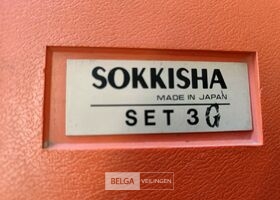 SOKKISHA
MADE IN JAPAN
SET 3G
BELGA VEILINGEN